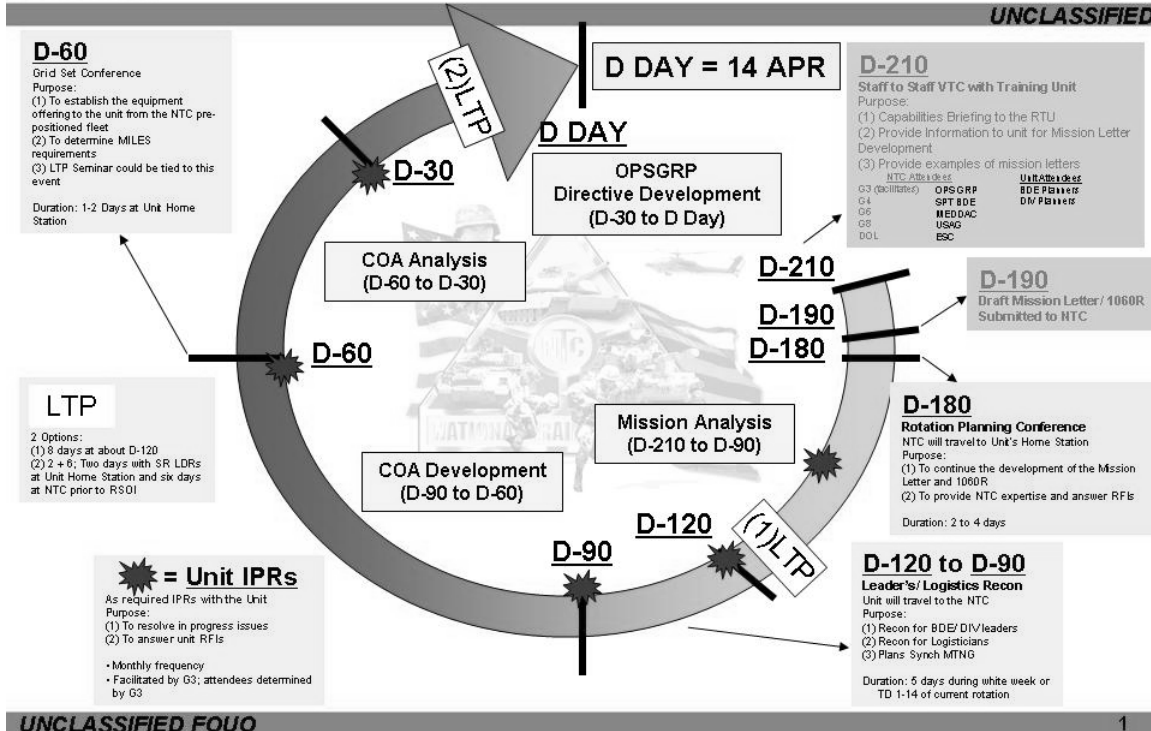 UNCLASSIFIED
D-60
Grid Set Conference
Purpose:
(1) To establish the equipment
offering to the unit from the NTC pre-
positioned fleet
(2) To determine MILES
requirements
(3) LTP Seminar could be tied to this
event
Duration: 1-2 Days at Unit Home
Station
(2)LTP
D DAY = 14 APR
D DAY
D-210
Staff to Staff VTC with Training Unit
Purpose:
(1) Capabilities Briefing to the RTU
(2) Provide Information to unit for Mission Letter
Development
(3) Provide examples of mission letters
NTC Attendees
Unit Attendees
G3 (facilitates) OPSGRP BDE Planners
G4 SPT BDE DIV Planners
G6 MEDDAC
G8 USAG
DOL ESC
D-30
OPSGRP
Directive Development
(D-30 to D Day)
COA Analysis
(D-60 to D-30)
D-210
D-190
D-180
D-190
Draft Mission Letter/ 1060R
Submitted to NTC
D-60
LTP
2 Options:
(1) 8 days at about D-120
(2) 2 + 6; Two days with SR LDRs
at Unit Home Station and six days
at NTC prior to RSOI
Mission Analysis
(D-210 to D-90)
COA Development
(D-90 to D-60)
D-180
Rotation Planning Conference
NTC will travel to Unit's Home Station
Purpose:
(1) To continue the development of the Mission
Letter and 1060R
(2) To provide NTC expertise and answer RFIs
Duration: 2 to 4 days
D-120
(1)LTP
D-90
= Unit IPRs
As required IPRs with the Unit
Purpose:
(1) To resolve in progress issues
(2) To answer unit RFIs
• Monthly frequency
• Facilitated by G3; attendees determined
by G3
D-120 to D-90
Leader's/ Logistics Recon
Unit will travel to the NTC
Purpose:
(1) Recon for BDE/ DIV leaders
(2) Recon for Logisticians
(3) Plans Synch MTNG
Duration: 5 days during white week or
TD 1-14 of current rotation
UNCLASSIFIED FOUO
1